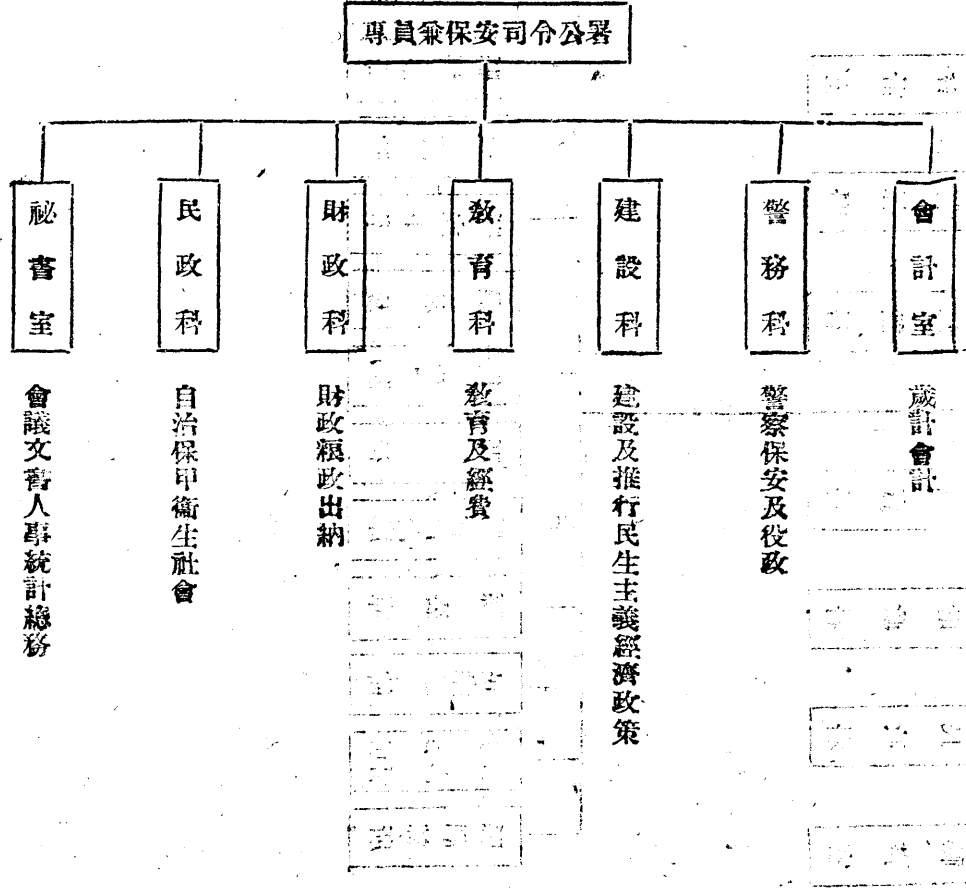 專員兼保安司令公署
祕書室
會議文書人事統計總務
民政科
自治保甲衞生社會
財政科
財政粮政出納
敎育科
敎育及經費
建設科
建設及推行民生主義經濟政策
警務科
警察保安及役政
會計室
歲計會計